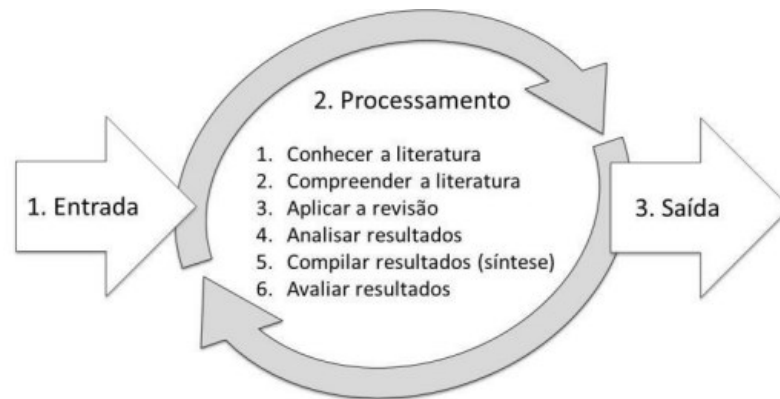 1. Entrada
2. Processamento
1. Conhecer a literatura
2. Compreender a literatura
3. Aplicar a revisão
4. Analisar resultados
5. Compilar resultados (síntese)
6. Avaliar resultados
3. Saída